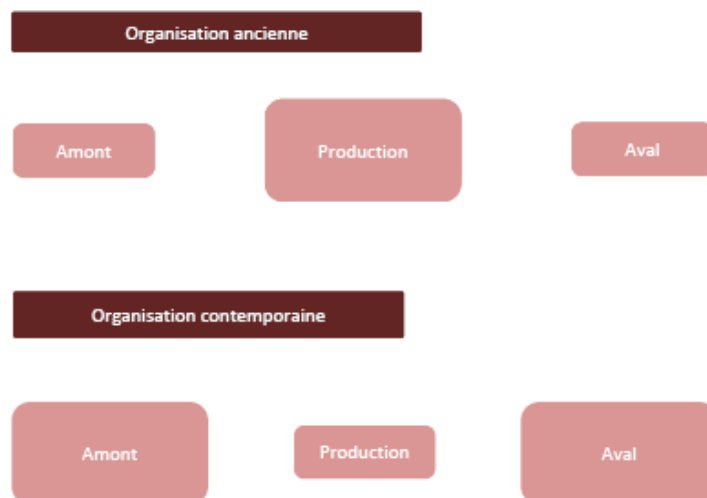 Organisation ancienne
Amont
Production
Aval
Organisation contemporaine
Amont
Production
Aval